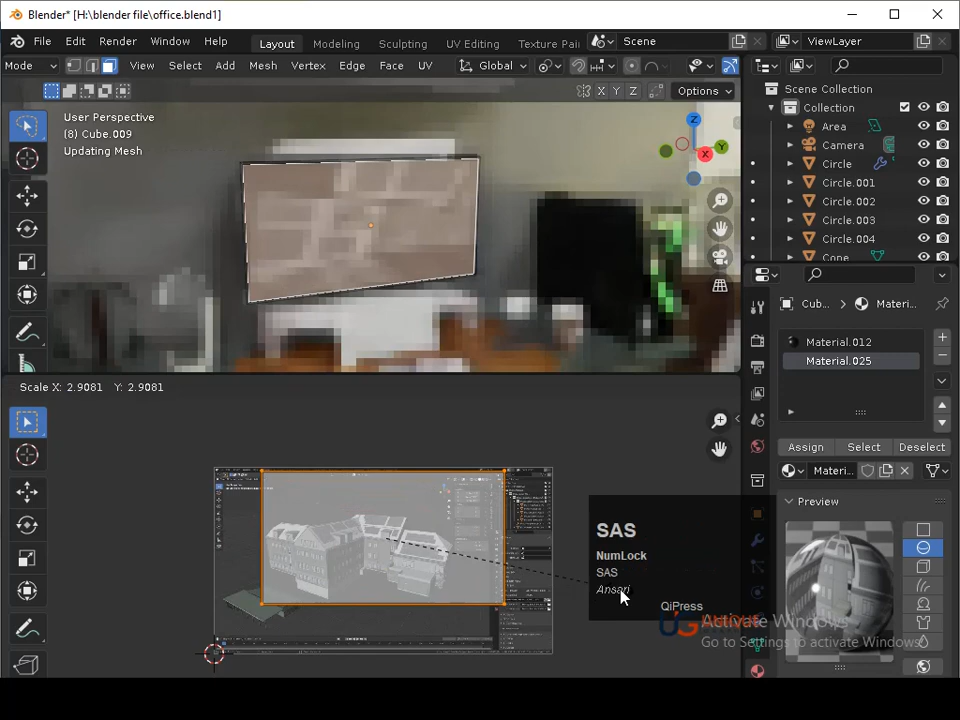 Blender* [H:\blender file\office.blend1]
File Edit Render Window Help Layout Modeling Sculpting UV Editing Texture Pai Scene ViewLayer
Mode View Select Add Mesh Vertex Edge Face UV Global
X Y Z Options
Scene Collection
Collection
Area
Camera
Circle
Circle.001
Circle.002
Circle.003
Circle.004
Cone
User Perspective
(8) Cube.009
Updating Mesh
Z
Y
X
Cub... Materi...
Material.012
Material.025
Assign Select Deselect
Materi...
Preview
Scale X: 2.9081 Y: 2.9081
SAS
NumLock
SAS
Ansari
QiPress
Activate Windows
Go to Settings to activate Windows.